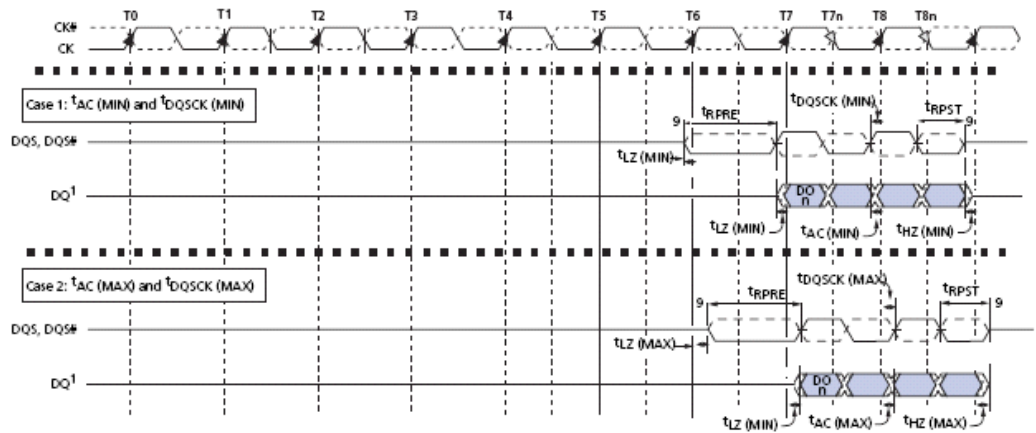 T0 T1 T2 T3 T4 T5 T6 T7 T7n T8 T8n
CK#
CK
Case 1: tAC (MIN) and tDQSCK (MIN)
tDQSCK (MIN)
9 tRPRE tRPST 9
DQS, DQS#
tLZ (MIN)
DQ1
DO
n
tLZ (MIN) tAC (MIN) tHZ (MIN)
Case 2: tAC (MAX) and tDQSCK (MAX)
tDQSCK (MAX)
9 tRPRE tRPST 9
DQS, DQS#
tLZ (MAX)
DQ1
DO
n
tLZ (MIN) tAC (MAX) tHZ (MAX)